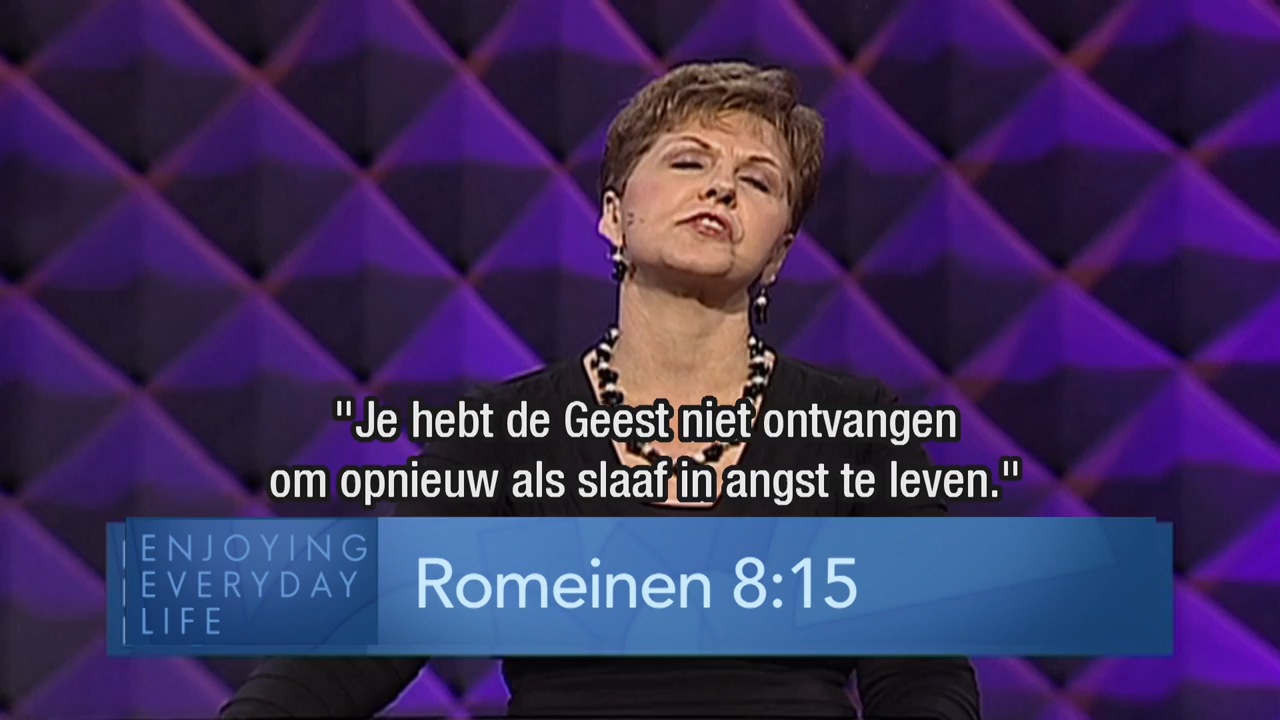 "Je hebt de Geest niet ontvangen
om opnieuw als slaaf in angst te leven."
ENJOYING
EVERYDAY
LIFE
Romeinen 8:15